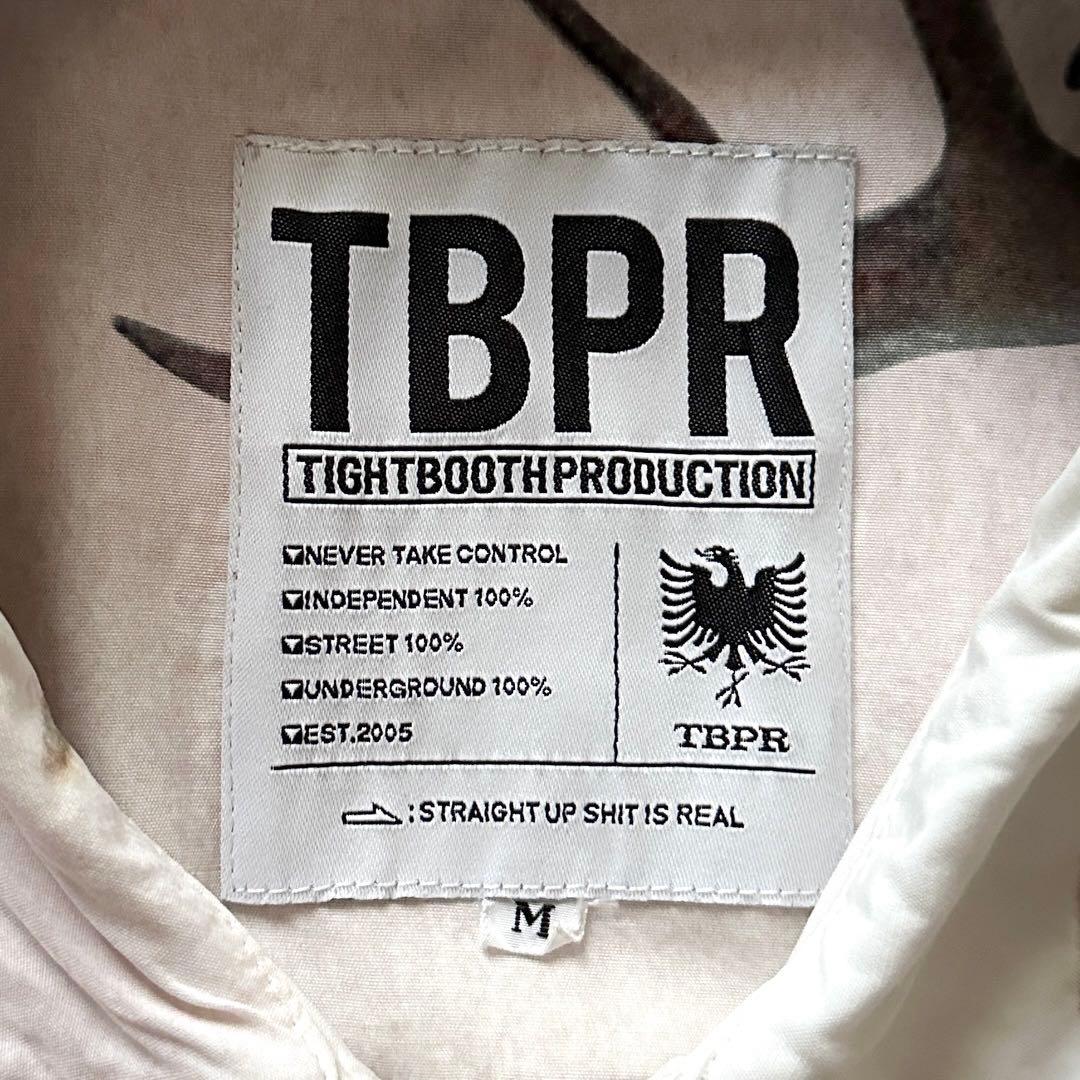 TBPR
TIGHTBOOTHPRODUCTION
NEVER TAKE CONTROL
INDEPENDENT 100%
STREET 100%
UNDERGROUND 100%
EST.2005
TBPR
:STRAIGHT UP SHIT IS REAL
M